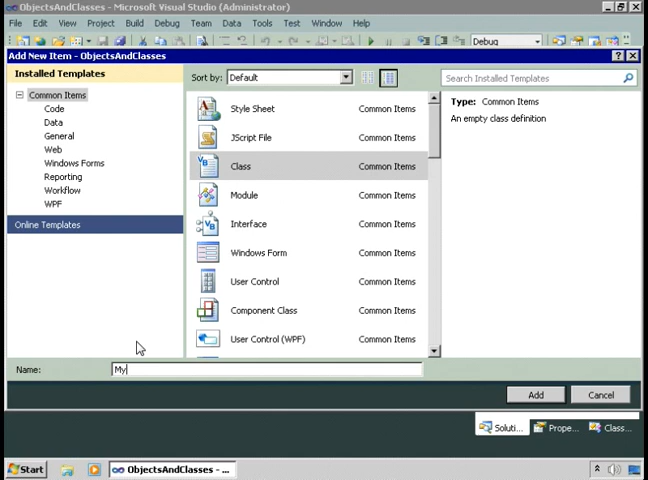 ObjectsAndClasses - Microsoft Visual Studio (Administrator)
File Edit View Project Build Debug Team Data Tools Test Window Help
Debug
Add New Item - ObjectsAndClasses
Installed Templates
Sort by: Default
Search Installed Templates
Common Items
Code
Data
General
Web
Windows Forms
Reporting
Workflow
WPF
Online Templates
Style Sheet Common Items
JScript File Common Items
Class Common Items
Module Common Items
Interface Common Items
Windows Form Common Items
User Control Common Items
Component Class Common Items
User Control (WPF) Common Items
Type: Common Items
An empty class definition
Name: My
Add Cancel
Soluti... Prope... Class...
Start ObjectsAndClasses - ...